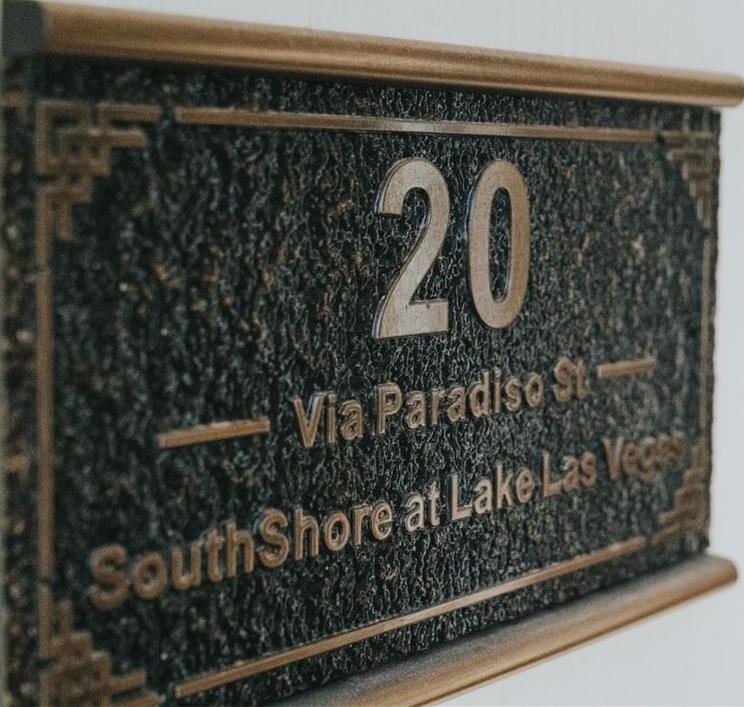 20
Via Paradiso St
SouthShore at Lake Las Vegas